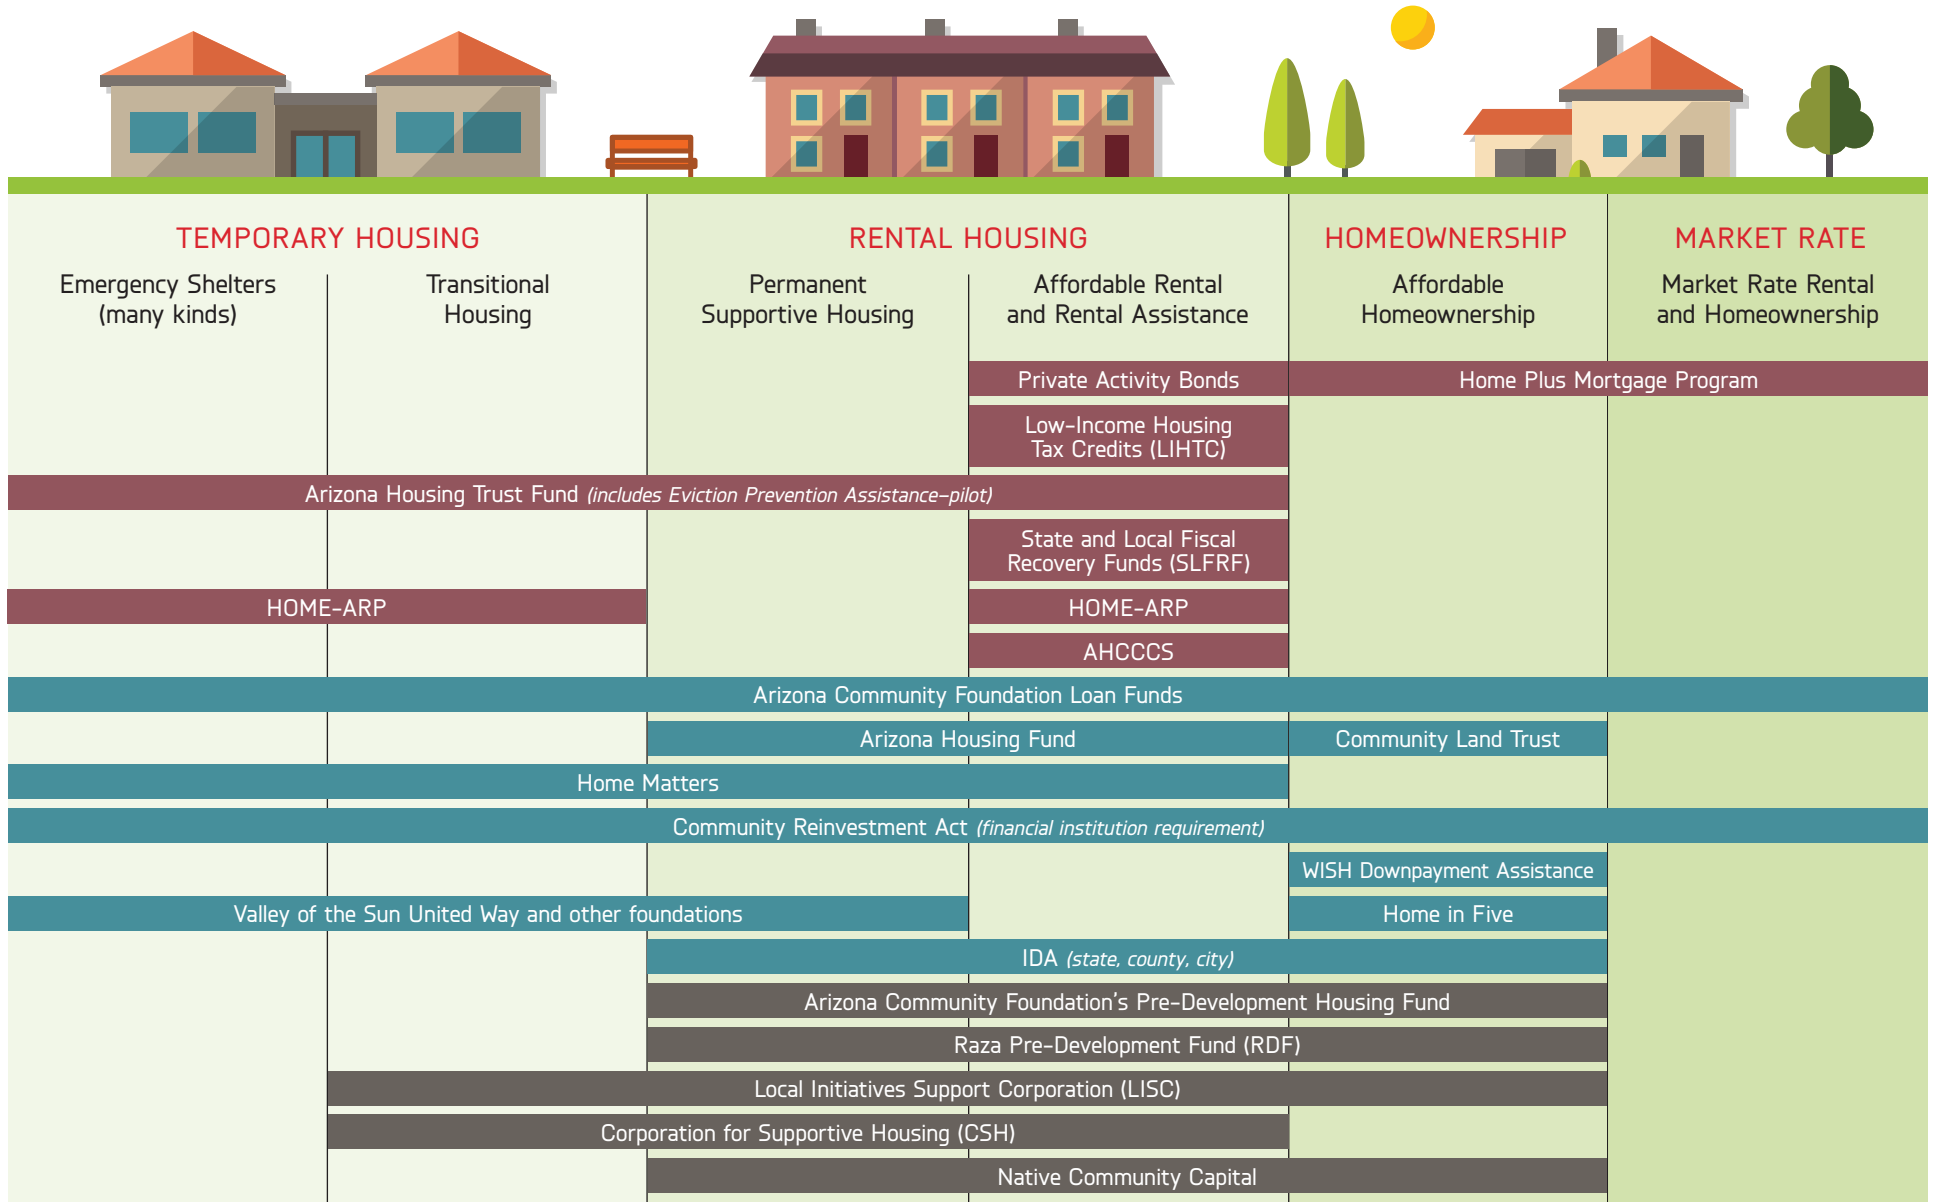 TEMPORARY HOUSING
RENTAL HOUSING
HOMEOWNERSHIP
MARKET RATE
Emergency Shelters
(many kinds)
Transitional
Housing
Permanent
Supportive Housing
Affordable Rental
and Rental Assistance
Affordable
Homeownership
Market Rate Rental
and Homeownership
Private Activity Bonds
Home Plus Mortgage Program
Low-Income Housing
Tax Credits (LIHTC)
Arizona Housing Trust Fund (includes Eviction Prevention Assistance-pilot)
State and Local Fiscal
Recovery Funds (SLFRF)
HOME-ARP
HOME-ARP
AHCCCS
Arizona Community Foundation Loan Funds
Arizona Housing Fund
Community Land Trust
Home Matters
Community Reinvestment Act (financial institution requirement)
WISH Downpayment Assistance
Valley of the Sun United Way and other foundations
Home in Five
IDA (state, county, city)
Arizona Community Foundation's Pre-Development Housing Fund
Raza Pre-Development Fund (RDF)
Local Initiatives Support Corporation (LISC)
Corporation for Supportive Housing (CSH)
Native Community Capital